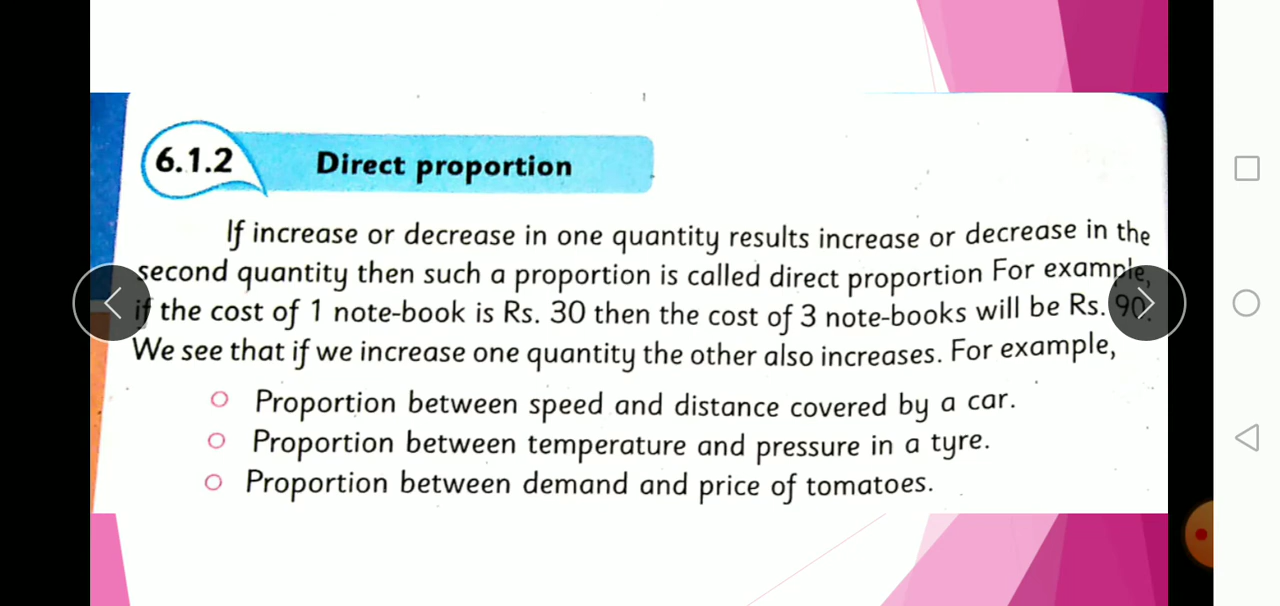 6.1.2 Direct proportion
If increase or decrease in one quantity results increase or decrease in the
second quantity then such a proportion is called direct proportion For example,
if the cost of 1 note-book is Rs. 30 then the cost of 3 note-books will be Rs. 90.
We see that if we increase one quantity the other also increases. For example,
Proportion between speed and distance covered by a car.
Proportion between temperature and pressure in a tyre.
Proportion between demand and price of tomatoes.